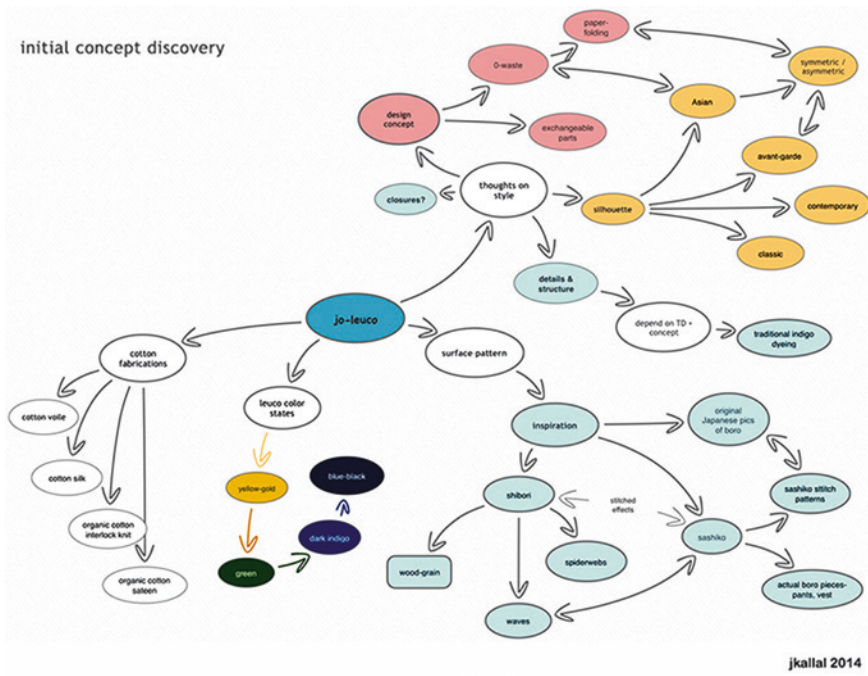 initial concept discovery
paper-
folding
0-waste
symmetric /
asymmetric
Asian
design
concept
exchangeable
parts
avant-garde
thoughts on
style
closures?
silhouette
contemporary
classic
details &
structure
jo-leuco
depend on TD +
concept
traditional indigo
dyeing
cotton
fabrications
surface pattern
leuco color
states
cotton voile
inspiration
original
Japanese pics
of boro
cotton silk
yellow-gold
blue-black
shibori
stitched
effects
sashiko sltitch
patterns
organic cotton
interlock knit
dark indigo
sashiko
green
wood-grain
spiderwebs
organic cotton
sateen
actual boro pieces-
pants, vest
waves
jkallal 2014